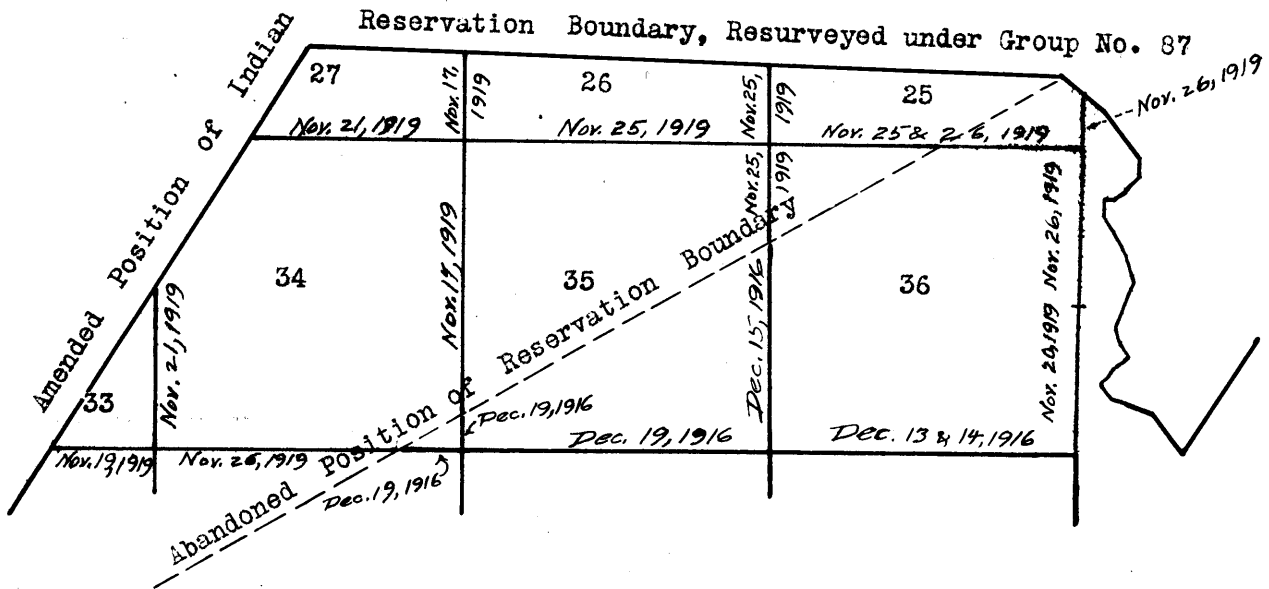 Reservation Boundary, Resurveyed under Group No. 87
Amended Position of Indian
27
Nov. 17, 1919
26
Nov. 25, 1919
25
Nov. 26, 1919
Nov. 21, 1919
Nov. 25, 1919
Nov. 25 & 26, 1919
34
Nov. 17, 1919
35
Nov. 25, 1919
Dec. 15, 1916
36
Nov. 26, 1919
Nov. 20, 1919
33
Nov. 21, 1919
Abandoned Position of Reservation Boundary
Dec. 19, 1916
Dec. 19, 1916
Dec. 13 & 14, 1916
Nov. 19, 1919
Nov. 26, 1919
Dec. 19, 1916